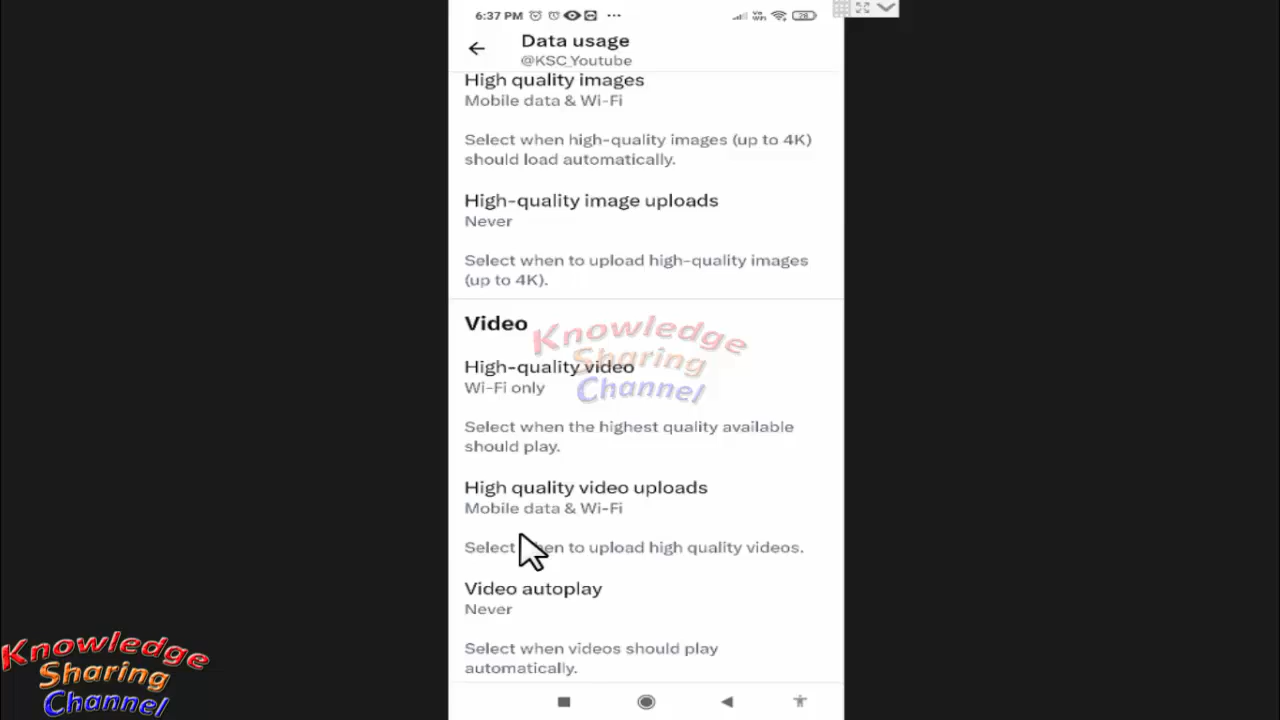 6:37 PM
28
Data usage
@KSC_Youtube
High quality images
Mobile data & Wi-Fi
Select when high-quality images (up to 4K)
should load automatically.
High-quality image uploads
Never
Select when to upload high-quality images
(up to 4K).
Video
Knowledge
Sharing
Channel
High-quality video
Wi-Fi only
Select when the highest quality available
should play.
High quality video uploads
Mobile data & Wi-Fi
Select when to upload high quality videos.
Video autoplay
Never
Select when videos should play
automatically.
Knowledge
Sharing
Channel